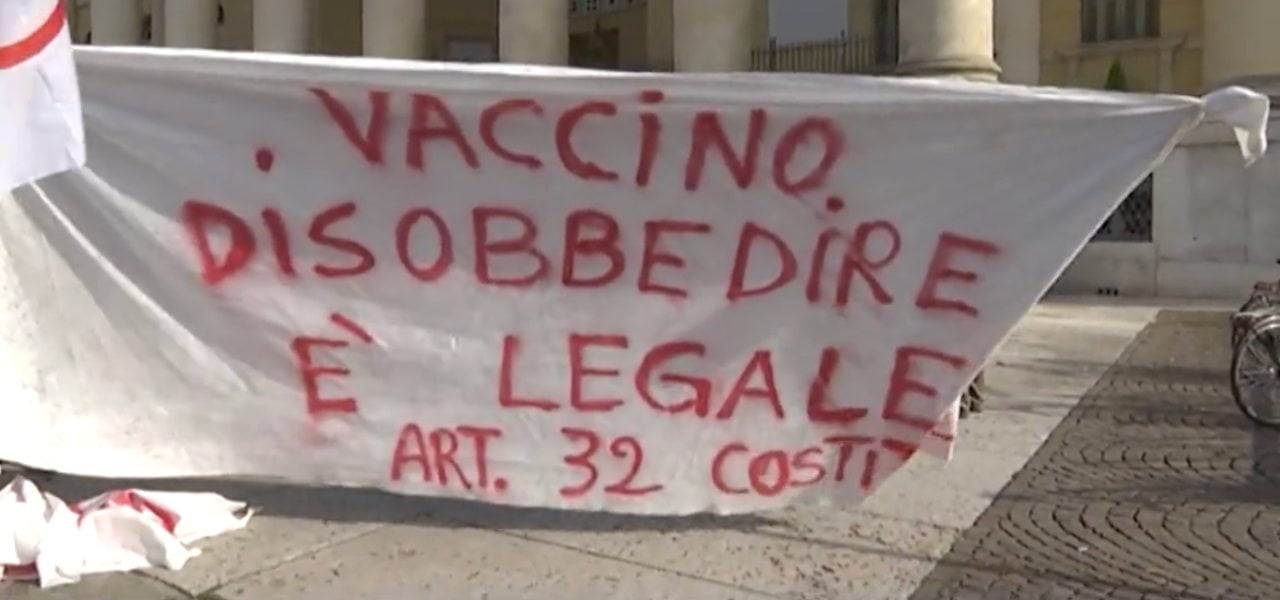 . VACCINO.
DISOBBEDIRE
È LEGALE
ART. 32 COSTIT